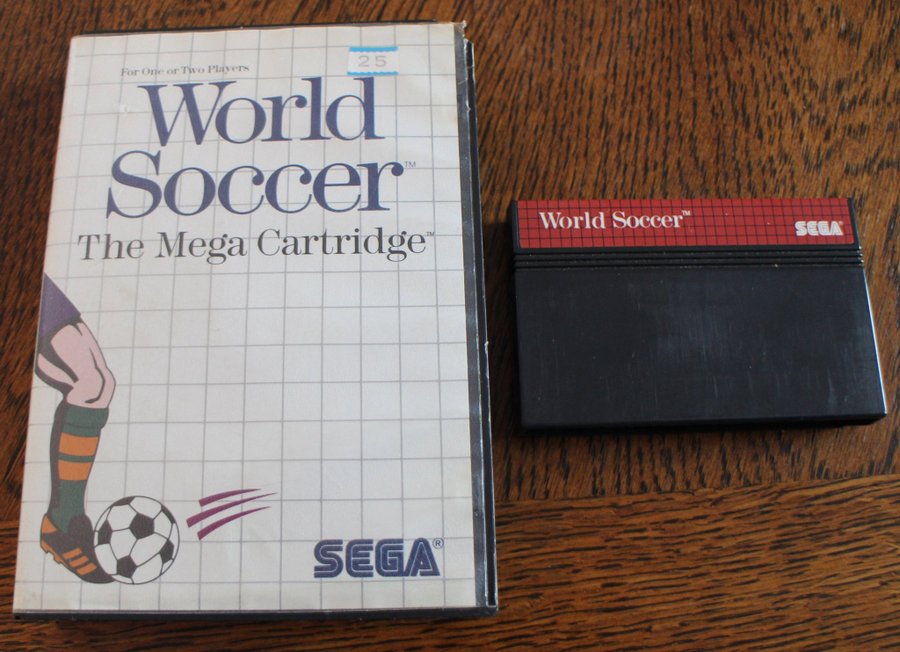 For One or Two Players
25
World
Soccer™
The Mega Cartridge™
SEGA®
World Soccer™
SEGA®